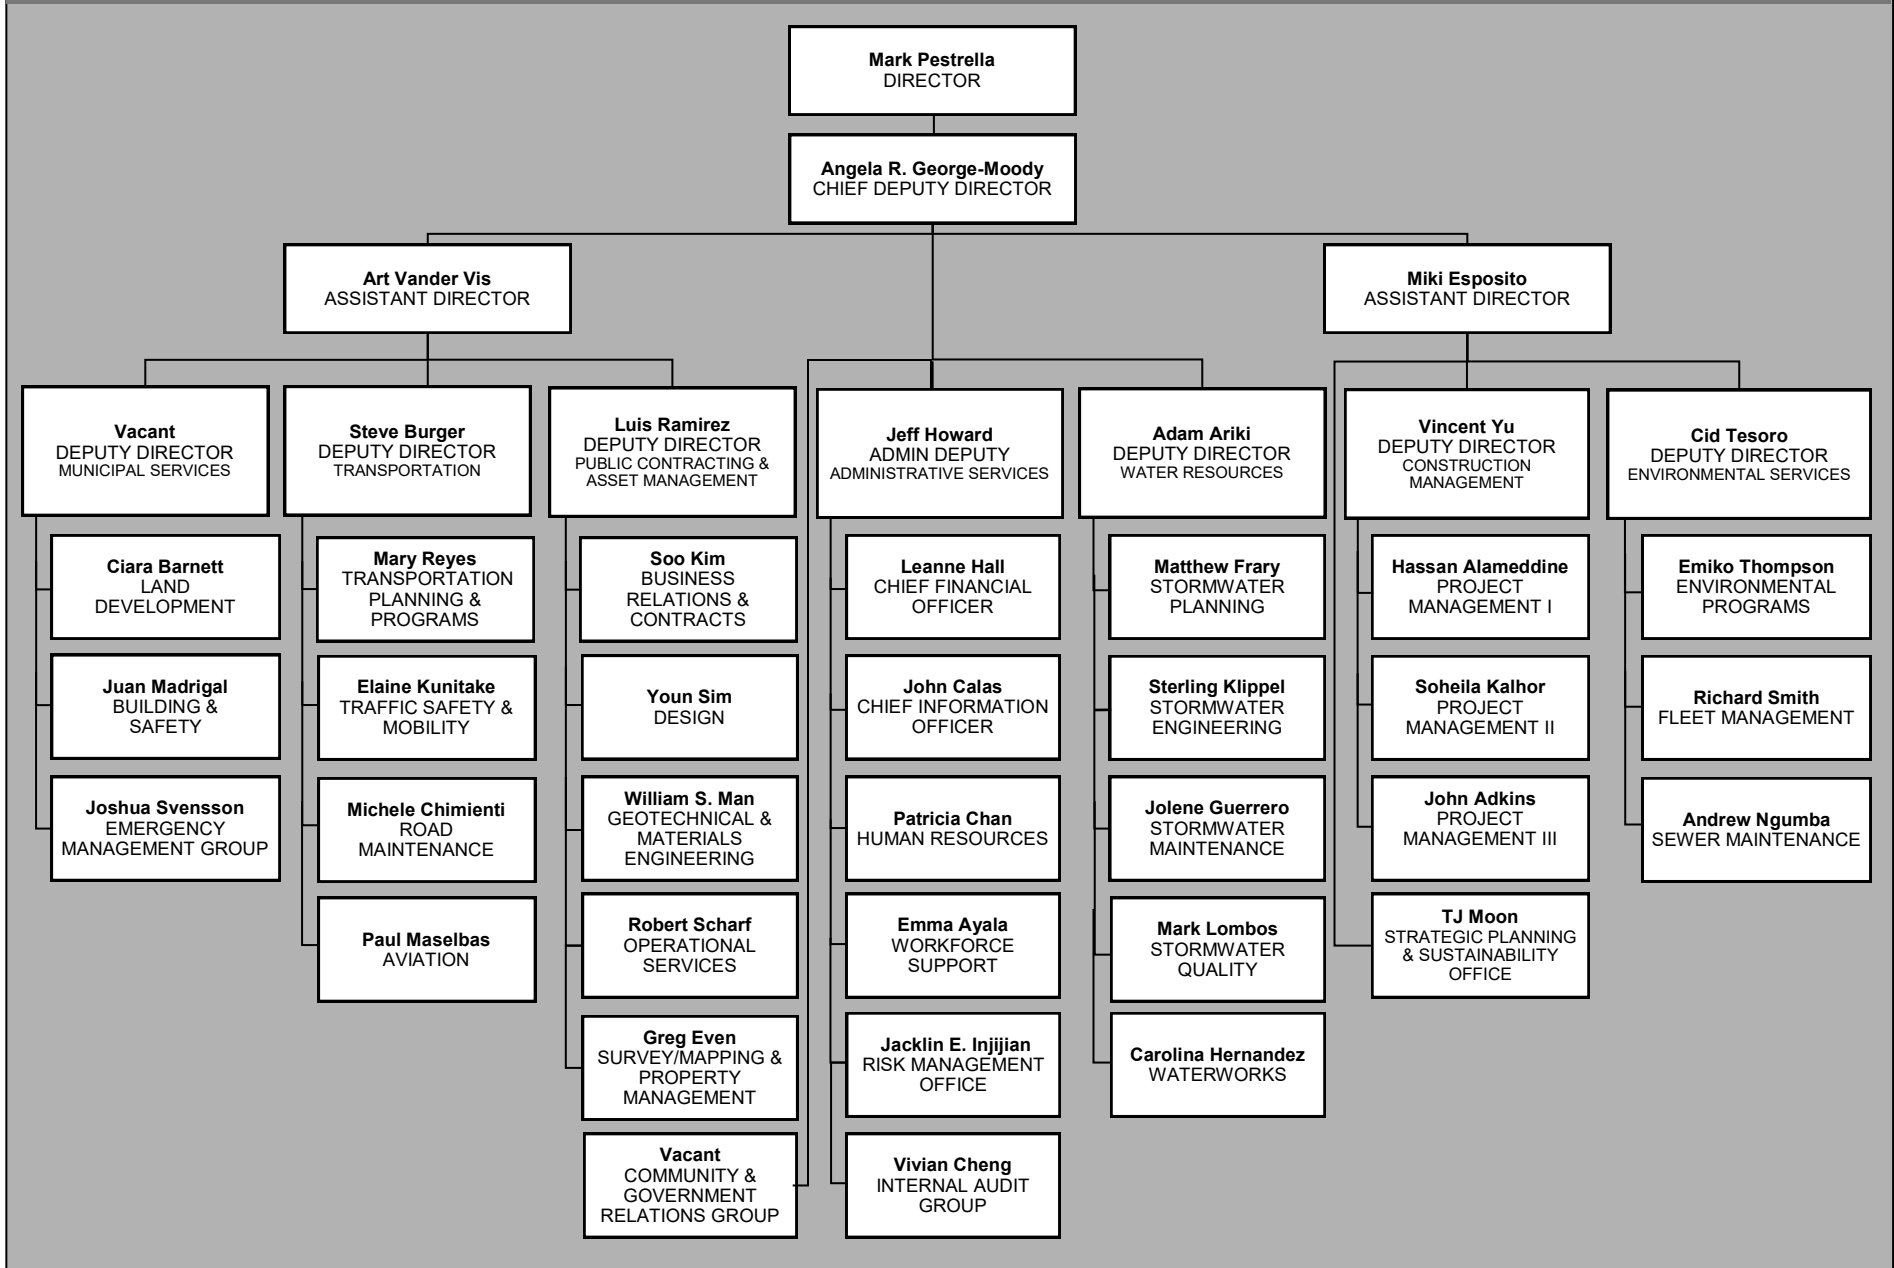 Mark Pestrella
DIRECTOR
Angela R. George-Moody
CHIEF DEPUTY DIRECTOR
Art Vander Vis
ASSISTANT DIRECTOR
Miki Esposito
ASSISTANT DIRECTOR
Vacant
DEPUTY DIRECTOR
MUNICIPAL SERVICES
Steve Burger
DEPUTY DIRECTOR
TRANSPORTATION
Luis Ramirez
DEPUTY DIRECTOR
PUBLIC CONTRACTING &
ASSET MANAGEMENT
Jeff Howard
ADMIN DEPUTY
ADMINISTRATIVE SERVICES
Adam Ariki
DEPUTY DIRECTOR
WATER RESOURCES
Vincent Yu
DEPUTY DIRECTOR
CONSTRUCTION
MANAGEMENT
Cid Tesoro
DEPUTY DIRECTOR
ENVIRONMENTAL SERVICES
Ciara Barnett
LAND
DEVELOPMENT
Mary Reyes
TRANSPORTATION
PLANNING &
PROGRAMS
Soo Kim
BUSINESS
RELATIONS &
CONTRACTS
Leanne Hall
CHIEF FINANCIAL
OFFICER
Matthew Frary
STORMWATER
PLANNING
Hassan Alameddine
PROJECT
MANAGEMENT I
Emiko Thompson
ENVIRONMENTAL
PROGRAMS
Juan Madrigal
BUILDING &
SAFETY
Elaine Kunitake
TRAFFIC SAFETY &
MOBILITY
Youn Sim
DESIGN
John Calas
CHIEF INFORMATION
OFFICER
Sterling Klippel
STORMWATER
ENGINEERING
Soheila Kalhor
PROJECT
MANAGEMENT II
Richard Smith
FLEET MANAGEMENT
Joshua Svensson
EMERGENCY
MANAGEMENT GROUP
Michele Chimienti
ROAD
MAINTENANCE
William S. Man
GEOTECHNICAL &
MATERIALS
ENGINEERING
Patricia Chan
HUMAN RESOURCES
Jolene Guerrero
STORMWATER
MAINTENANCE
John Adkins
PROJECT
MANAGEMENT III
Andrew Ngumba
SEWER MAINTENANCE
Paul Maselbas
AVIATION
Robert Scharf
OPERATIONAL
SERVICES
Emma Ayala
WORKFORCE
SUPPORT
Mark Lombos
STORMWATER
QUALITY
TJ Moon
STRATEGIC PLANNING
& SUSTAINABILITY
OFFICE
Greg Even
SURVEY/MAPPING &
PROPERTY
MANAGEMENT
Jacklin E. Injijian
RISK MANAGEMENT
OFFICE
Carolina Hernandez
WATERWORKS
Vacant
COMMUNITY &
GOVERNMENT
RELATIONS GROUP
Vivian Cheng
INTERNAL AUDIT
GROUP